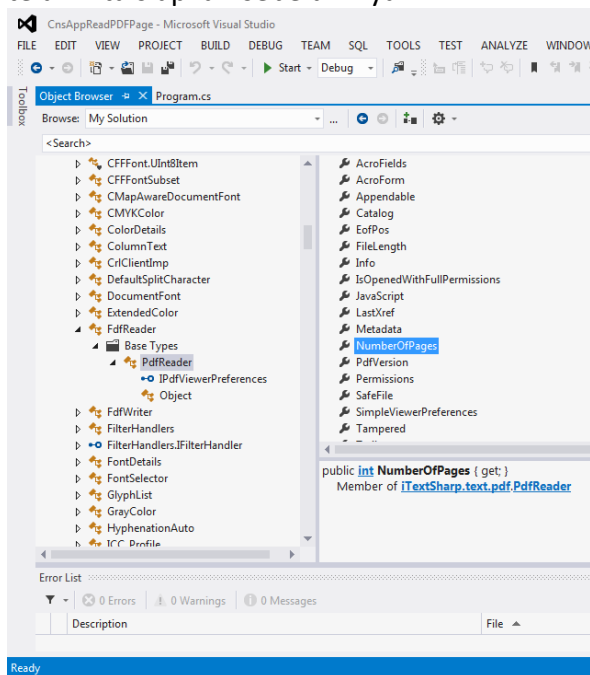 CnsAppReadPDFPage - Microsoft Visual Studio
FILE EDIT VIEW PROJECT BUILD DEBUG TEAM SQL TOOLS TEST ANALYZE WINDOW
Start Debug
Toolbox
Object Browser Program.cs
Browse: My Solution ...
<Search>
CFFFont.UInt8Item
CFFFontSubset
CMapAwareDocumentFont
CMYKColor
ColorDetails
ColumnText
CrlClientImp
DefaultSplitCharacter
DocumentFont
ExtendedColor
FdfReader
Base Types
PdfReader
IPdfViewerPreferences
Object
FdfWriter
FilterHandlers
FilterHandlers.IFilterHandler
FontDetails
FontSelector
GlyphList
GrayColor
HyphenationAuto
ICC_Profile
AcroFields
AcroForm
Appendable
Catalog
EofPos
FileLength
Info
IsOpenedWithFullPermissions
JavaScript
LastXref
Metadata
NumberOfPages
PdfVersion
Permissions
SafeFile
SimpleViewerPreferences
Tampered
public int NumberOfPages { get; }
Member of iTextSharp.text.pdf.PdfReader
Error List
0 Errors 0 Warnings 0 Messages
Description File
Ready